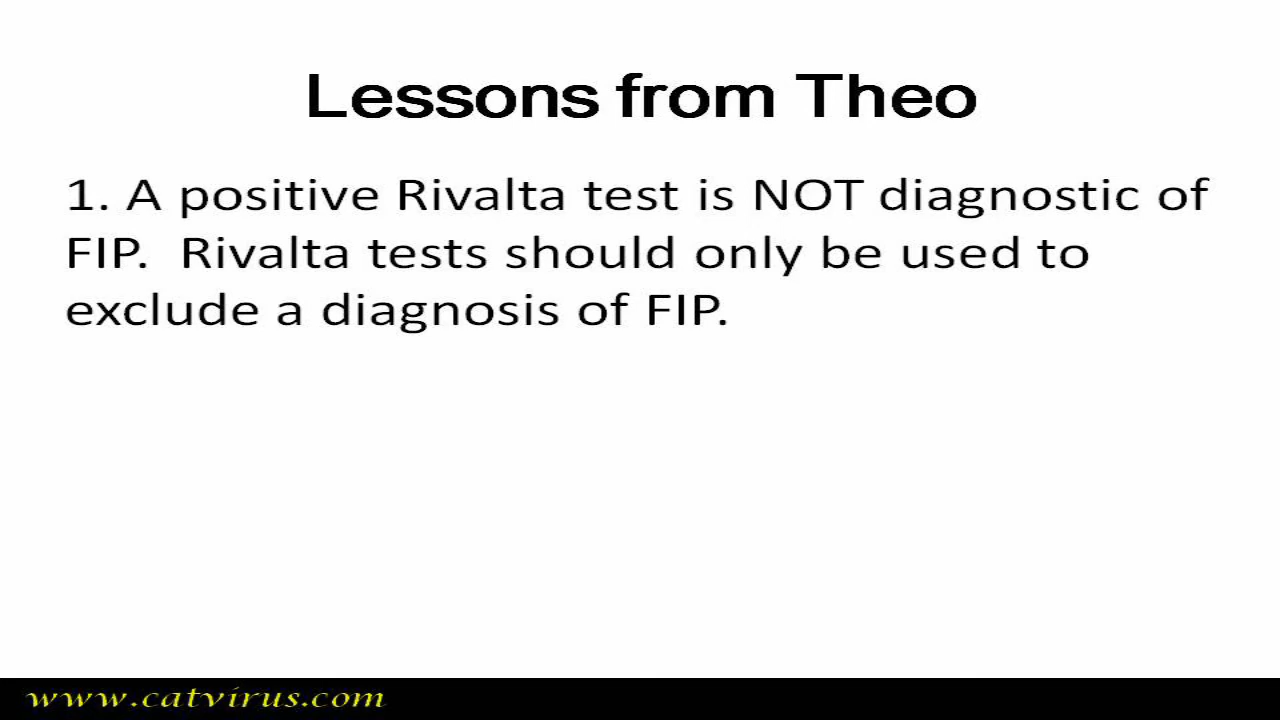 Lessons from Theo
1. A positive Rivalta test is NOT diagnostic of
FIP.  Rivalta tests should only be used to
exclude a diagnosis of FIP.
www.catvirus.com